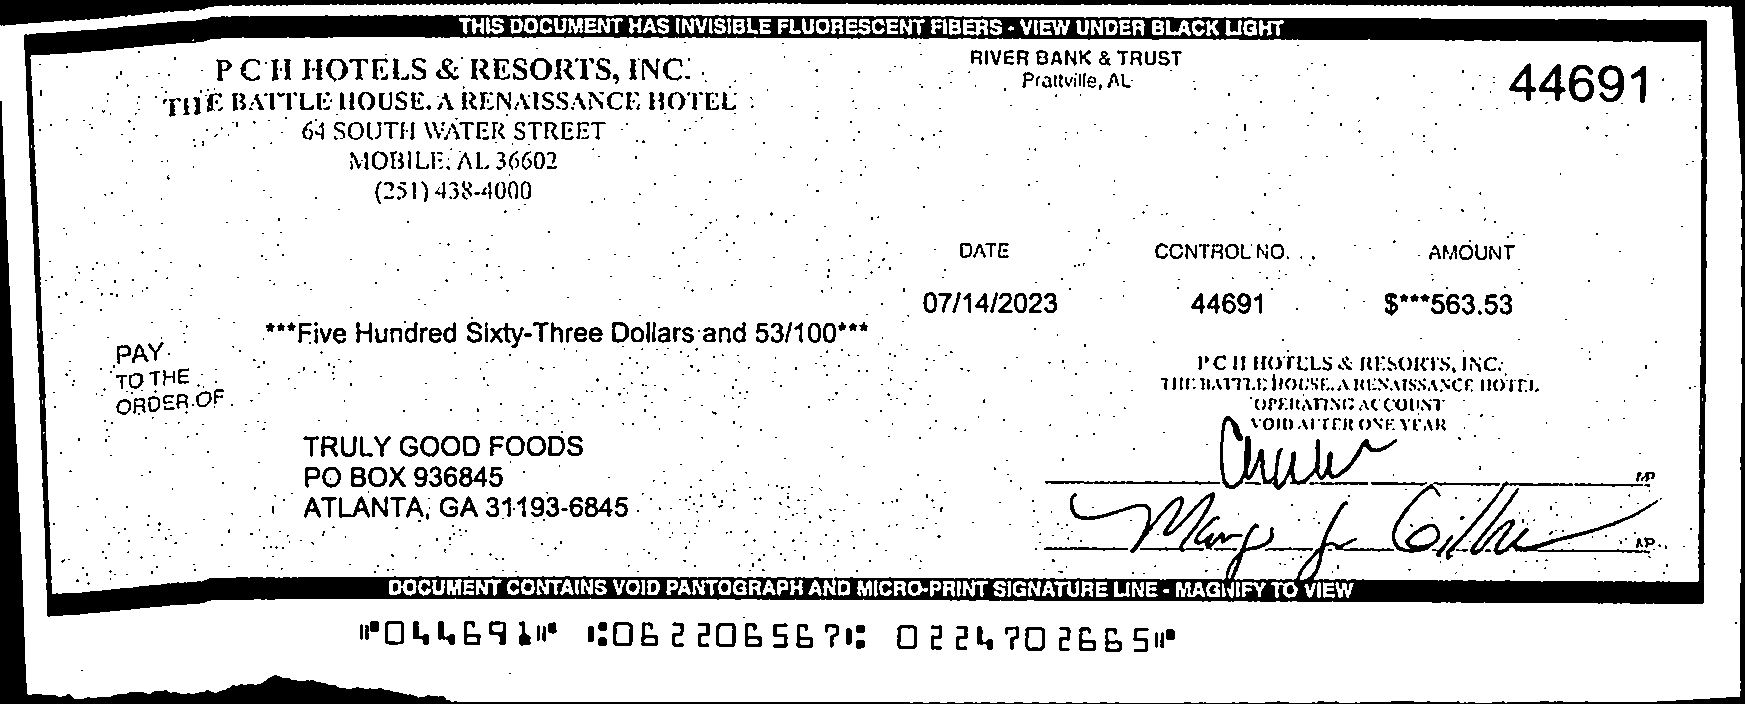 THIS DOCUMENT HAS INVISIBLE FLUORESCENT FIBERS - VIEW UNDER BLACK LIGHT
P C H HOTELS & RESORTS, INC.
THE BATTLE HOUSE, A RENAISSANCE HOTEL
64 SOUTH WATER STREET
MOBILE, AL 36602
(251) 438-4000
RIVER BANK & TRUST
Prattville, AL
44691
DATE CONTROL NO. AMOUNT
07/14/2023 44691 $***563.53
***Five Hundred Sixty-Three Dollars and 53/100***
PAY
TO THE
ORDER OF
TRULY GOOD FOODS
PO BOX 936845
ATLANTA, GA 31193-6845
P C H HOTELS & RESORTS, INC.
THE BATTLE HOUSE, A RENAISSANCE HOTEL
OPERATING ACCOUNT
VOID AFTER ONE YEAR
MP
MP
DOCUMENT CONTAINS VOID PANTOGRAPH AND MICRO-PRINT SIGNATURE LINE - MAGNIFY TO VIEW
⑈044691⑈ ⑆062206567⑆ 0224702665⑈